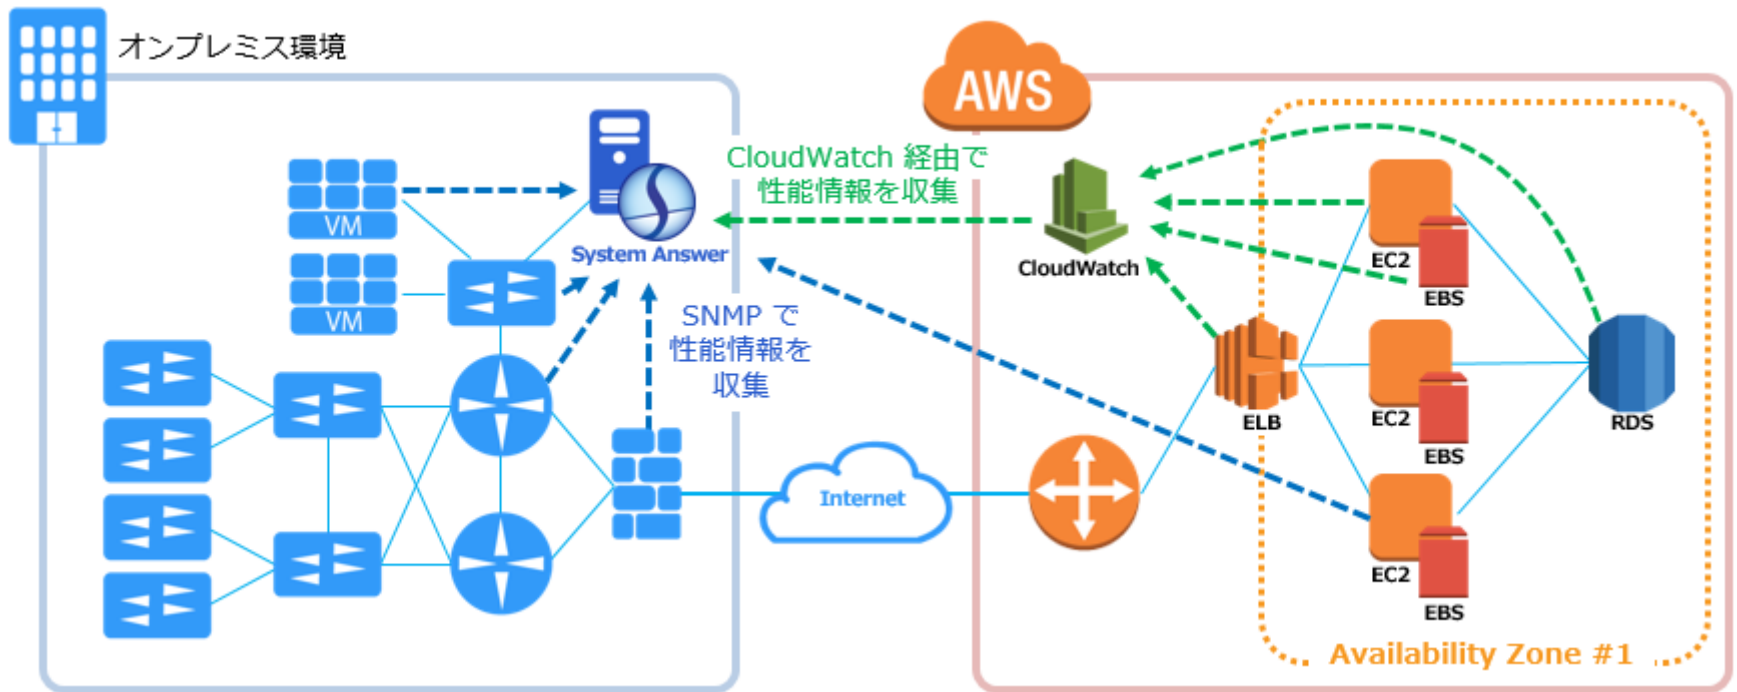 オンプレミス環境
AWS
CloudWatch 経由で
性能情報を収集
VM
System Answer
CloudWatch
EC2
EBS
VM
SNMP で
性能情報を
収集
ELB
EC2
EBS
RDS
Internet
EC2
EBS
Availability Zone #1